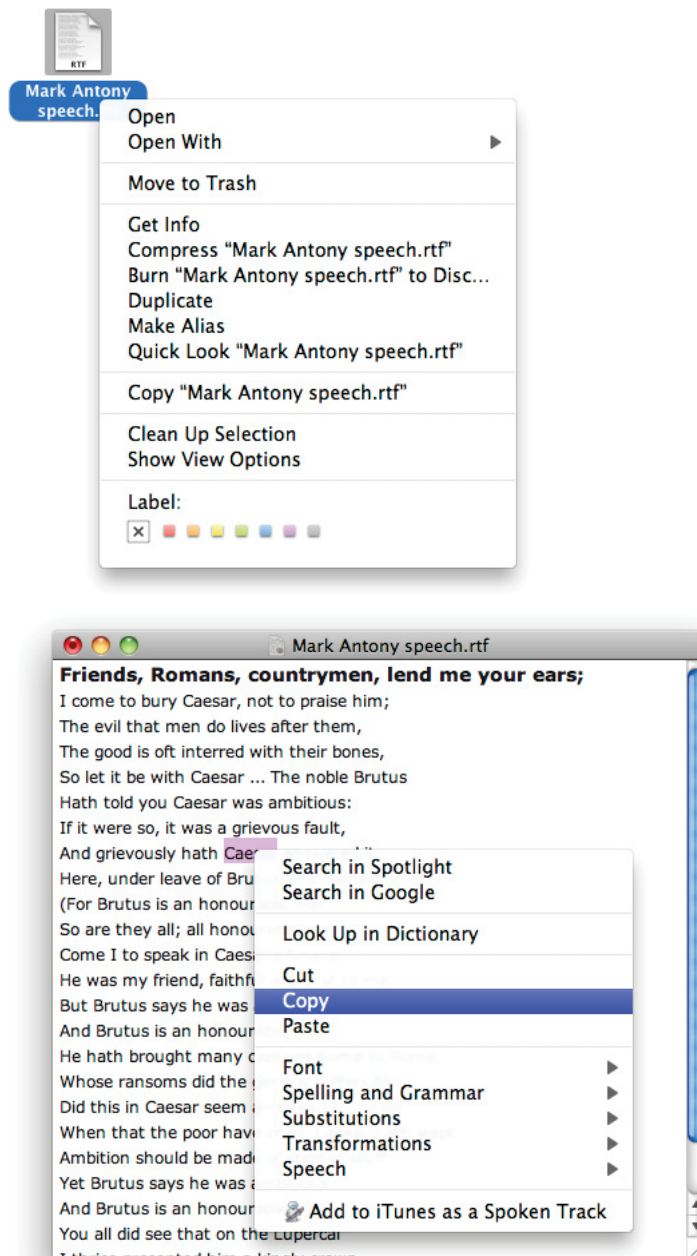 RTF
Mark Antony
speech.
Open
Open With
Move to Trash
Get Info
Compress “Mark Antony speech.rtf”
Burn “Mark Antony speech.rtf” to Disc...
Duplicate
Make Alias
Quick Look “Mark Antony speech.rtf”
Copy “Mark Antony speech.rtf”
Clean Up Selection
Show View Options
Label:
Mark Antony speech.rtf
Friends, Romans, countrymen, lend me your ears;
I come to bury Caesar, not to praise him;
The evil that men do lives after them,
The good is oft interred with their bones,
So let it be with Caesar ... The noble Brutus
Hath told you Caesar was ambitious:
If it were so, it was a grievous fault,
And grievously hath Caesar
Here, under leave of Bru
(For Brutus is an honour
So are they all; all honou
Come I to speak in Caesa
He was my friend, faithfu
But Brutus says he was
And Brutus is an honour
He hath brought many
Whose ransoms did the
Did this in Caesar seem
When that the poor have
Ambition should be made
Yet Brutus says he was
And Brutus is an honour
You all did see that on the Lupercal
I thrice presented him a kingly crown
Search in Spotlight
Search in Google
Look Up in Dictionary
Cut
Copy
Paste
Font
Spelling and Grammar
Substitutions
Transformations
Speech
Add to iTunes as a Spoken Track